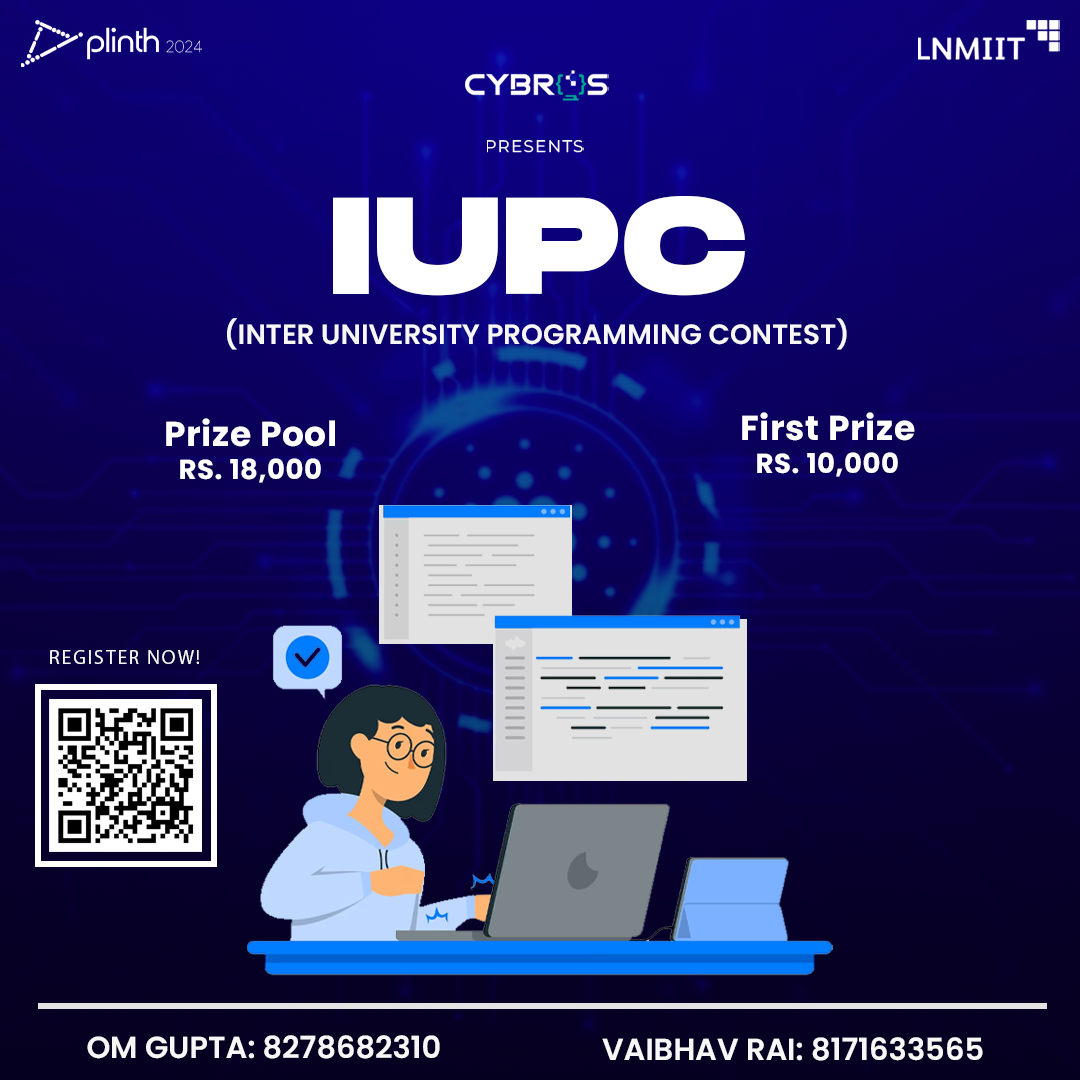 plinth 2024
LNMIIT
CYBROS
PRESENTS
IUPC
(INTER UNIVERSITY PROGRAMMING CONTEST)
Prize Pool
RS. 18,000
First Prize
RS. 10,000
REGISTER NOW!
OM GUPTA: 8278682310
VAIBHAV RAI: 8171633565